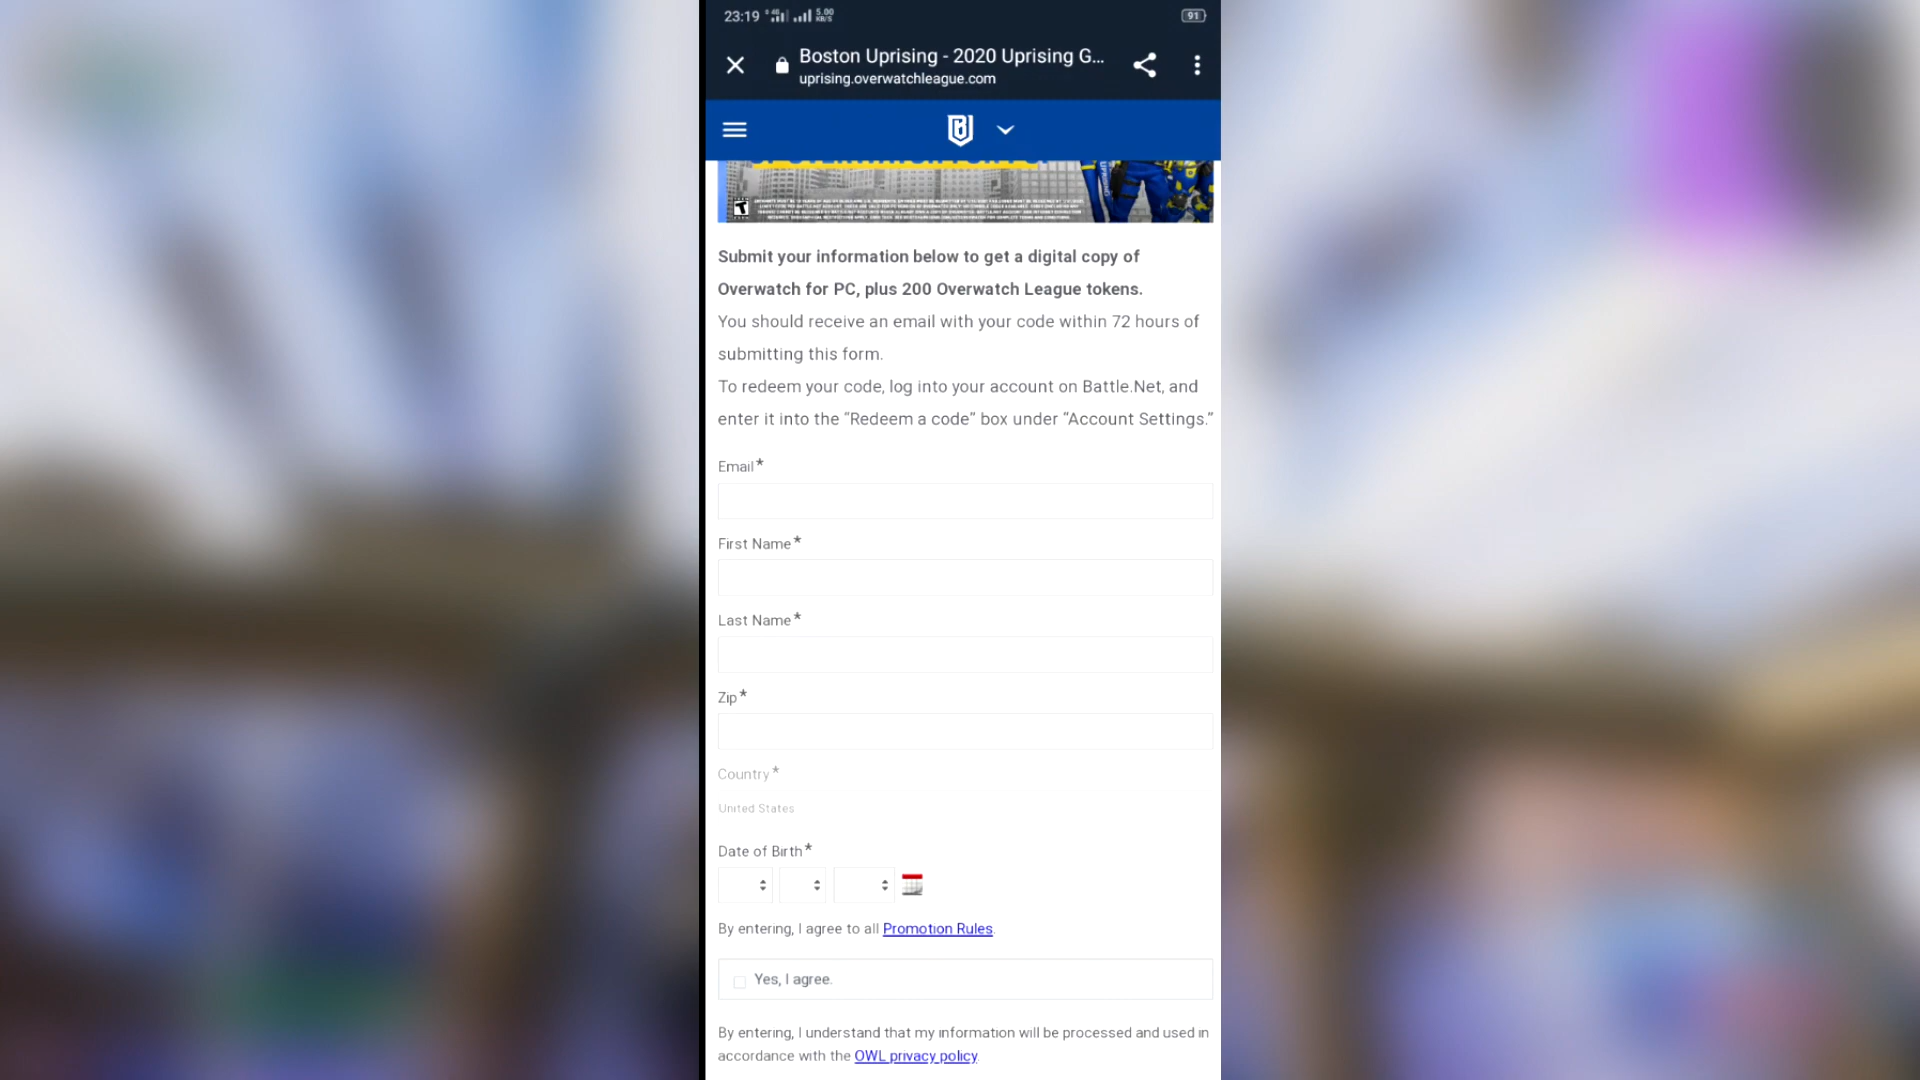 23:19 4G 5.00 KB/S 91
Boston Uprising - 2020 Uprising G...
uprising.overwatchleague.com
Submit your information below to get a digital copy of
Overwatch for PC, plus 200 Overwatch League tokens.
You should receive an email with your code within 72 hours of
submitting this form.
To redeem your code, log into your account on Battle.Net, and
enter it into the “Redeem a code” box under “Account Settings.”
Email*
First Name*
Last Name*
Zip*
Country*
United States
Date of Birth*
By entering, I agree to all Promotion Rules.
Yes, I agree.
By entering, I understand that my information will be processed and used in
accordance with the OWL privacy policy